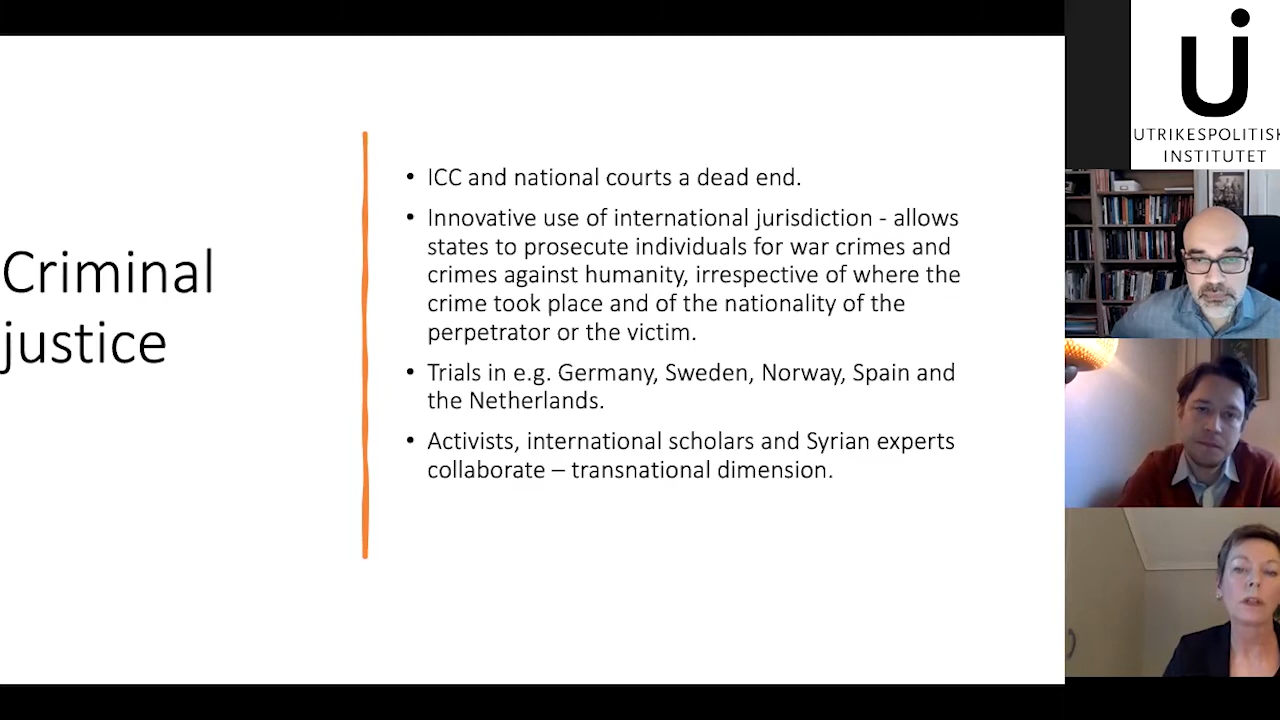 Criminal
justice
• ICC and national courts a dead end.
• Innovative use of international jurisdiction - allows
states to prosecute individuals for war crimes and
crimes against humanity, irrespective of where the
crime took place and of the nationality of the
perpetrator or the victim.
• Trials in e.g. Germany, Sweden, Norway, Spain and
the Netherlands.
• Activists, international scholars and Syrian experts
collaborate – transnational dimension.
Ui
UTRIKESPOLITISK
INSTITUTET